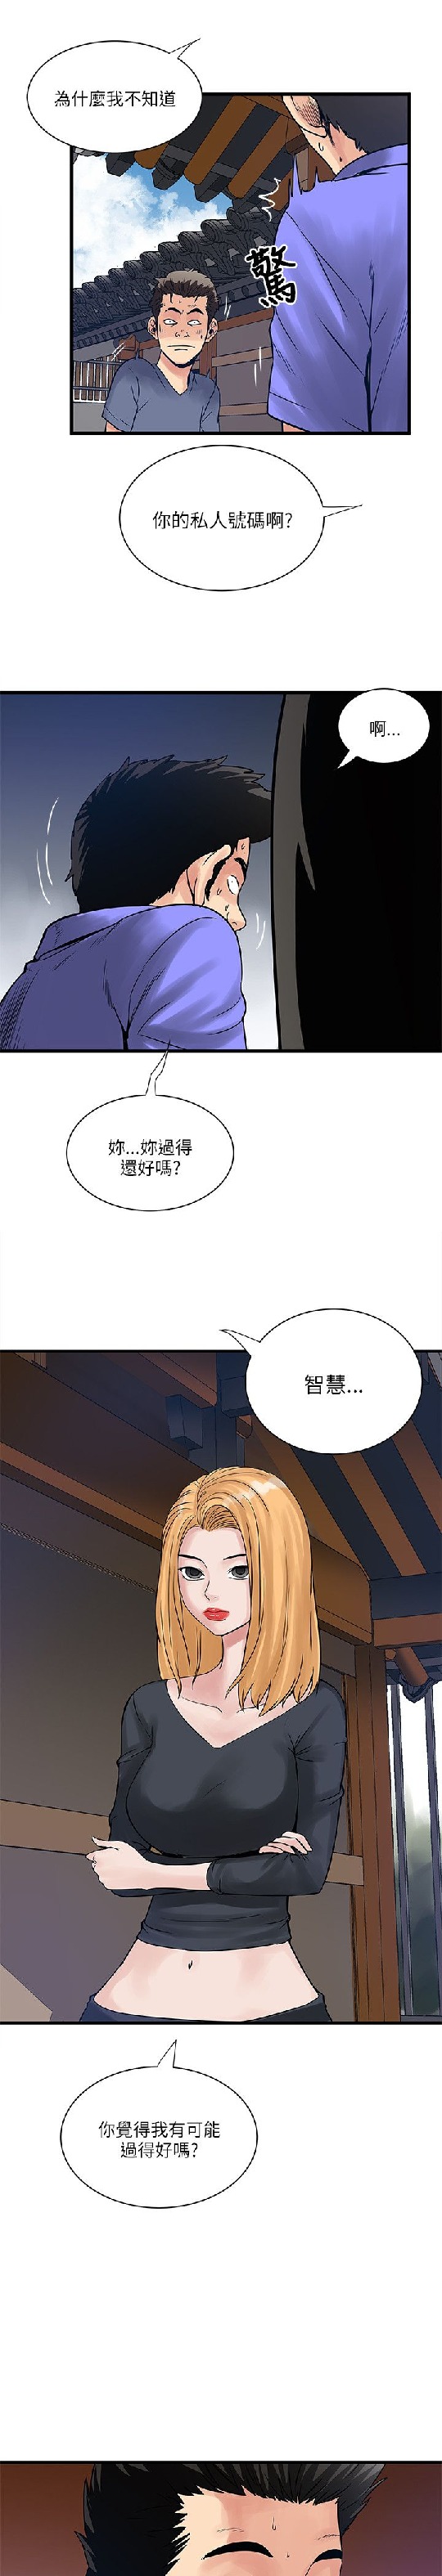 為什麼我不知道
驚
你的私人號碼啊?
啊...
妳...妳過得
還好嗎?
智慧...
你覺得我有可能
過得好嗎?